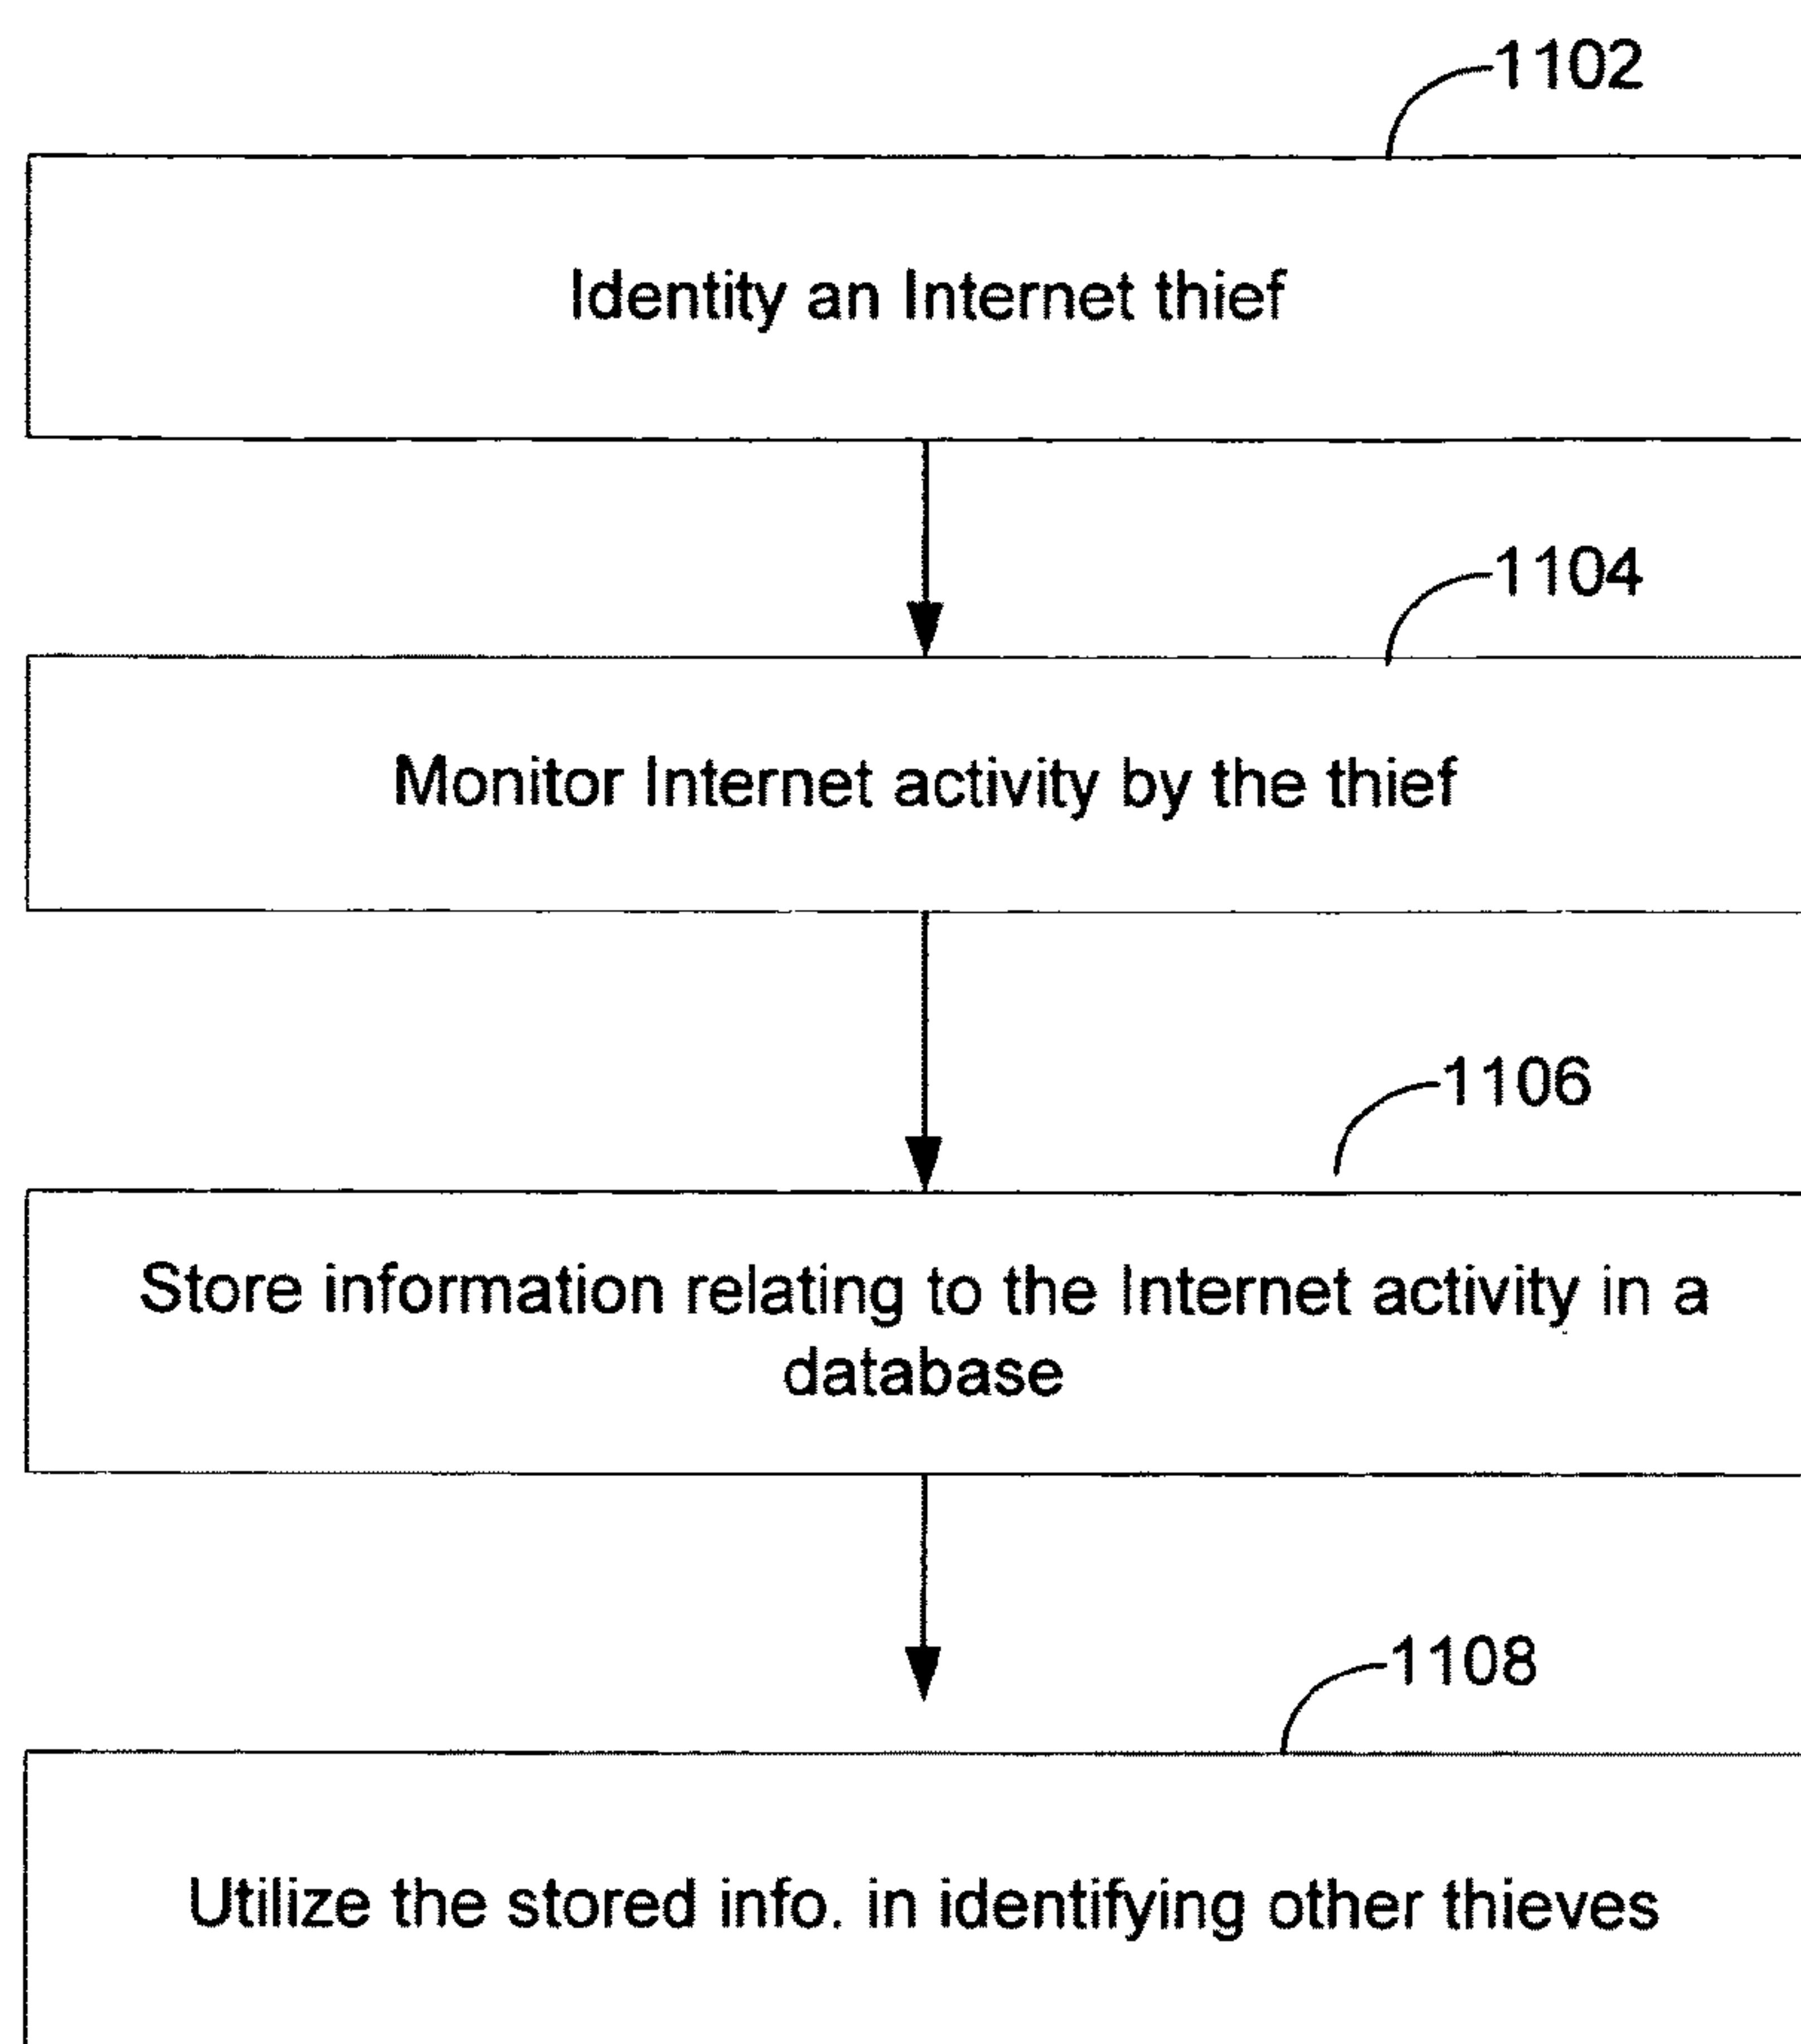 1102
Identity an Internet thief
1104
Monitor Internet activity by the thief
1106
Store information relating to the Internet activity in a
database
1108
Utilize the stored info. in identifying other thieves